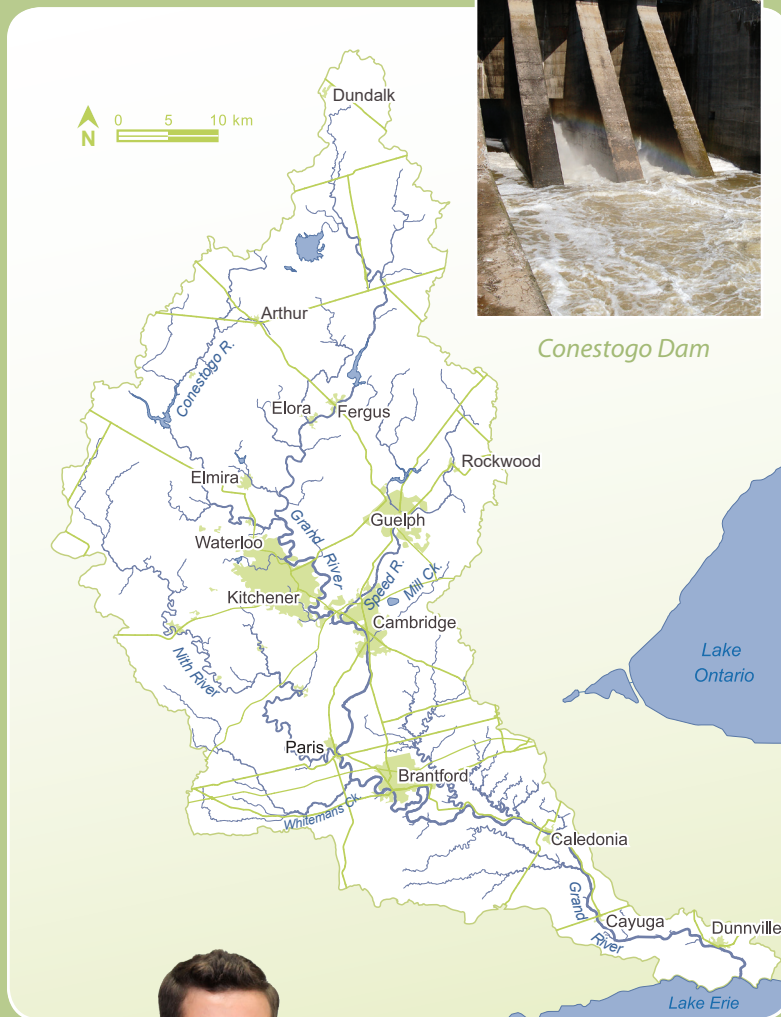 Dundalk
0 5 10 km
N
Arthur
Conestogo Dam
Conestogo R.
Elora
Fergus
Rockwood
Elmira
Guelph
Grand River
Waterloo
Speed R.
Mill Ck.
Kitchener
Cambridge
Lake
Ontario
Nith River
Paris
Brantford
Whitemans Ck.
Caledonia
Grand
River
Cayuga
Dunnville
Lake Erie